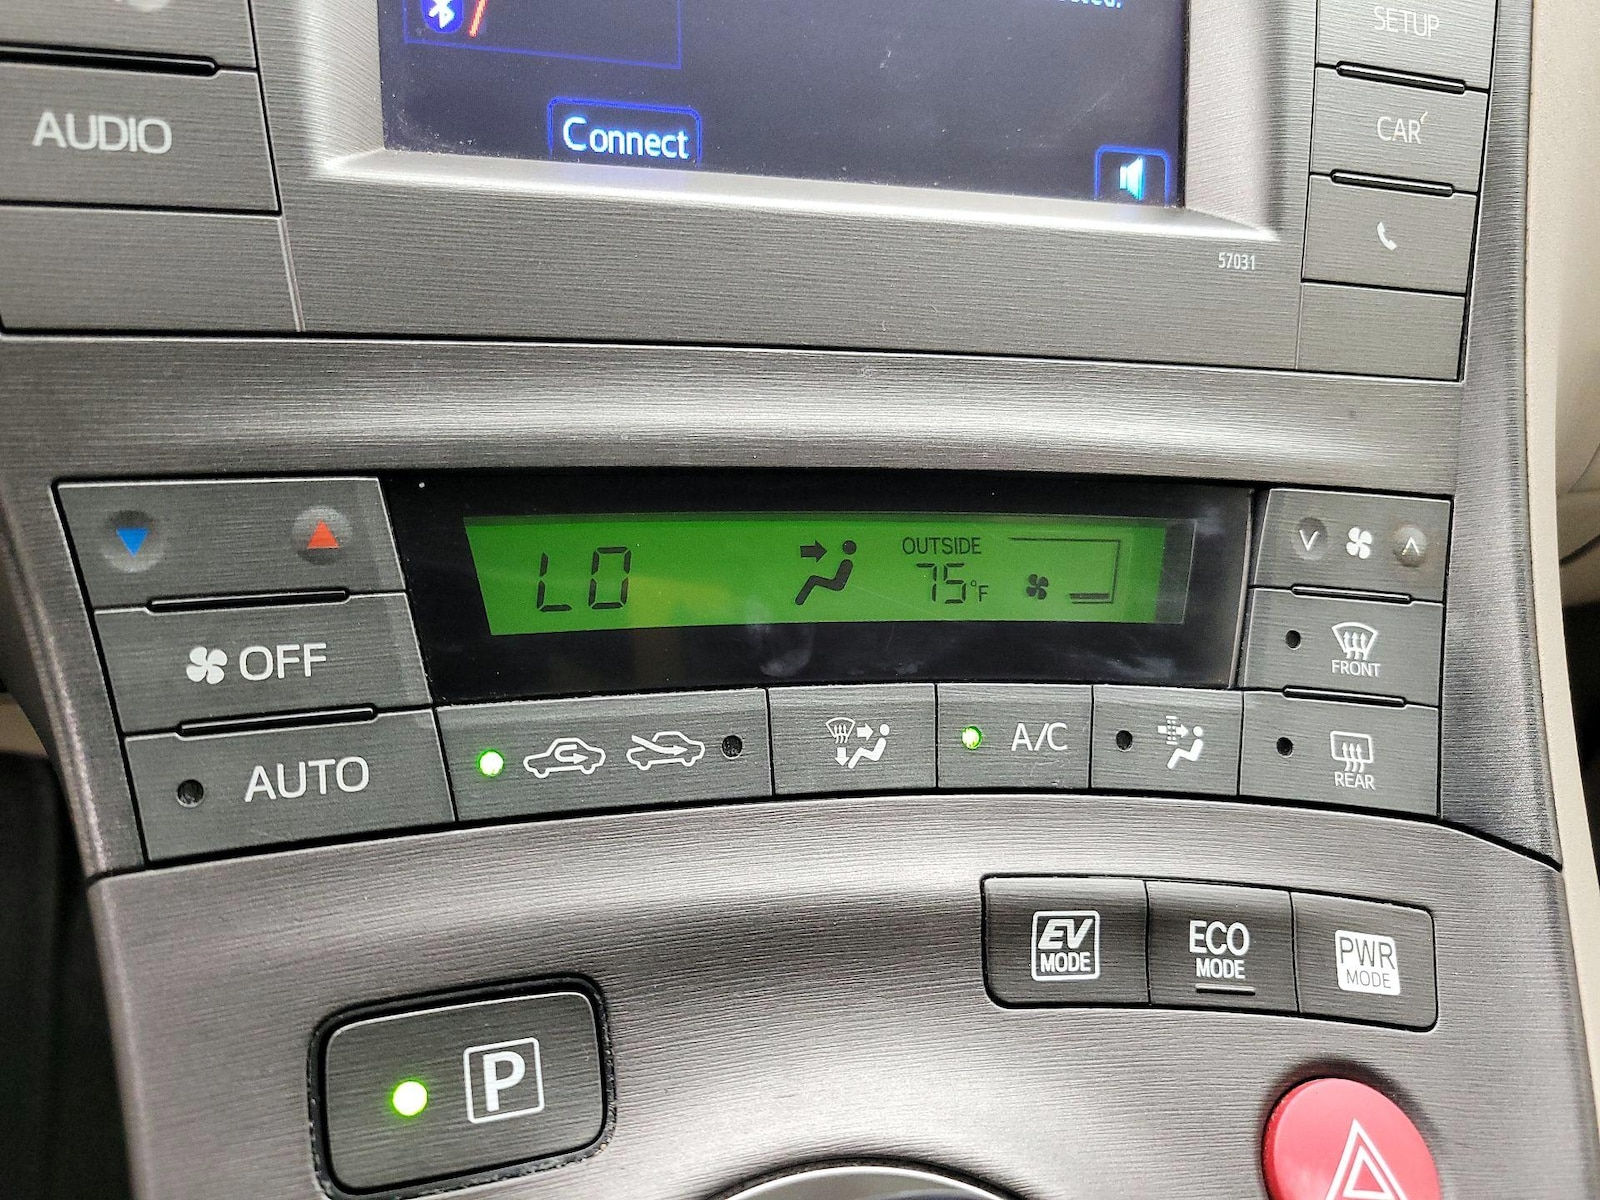 SETUP
AUDIO
Connect
CAR
57031
LO
OUTSIDE
75°F
OFF
FRONT
AUTO
A/C
REAR
EV
MODE
ECO
MODE
PWR
MODE
P